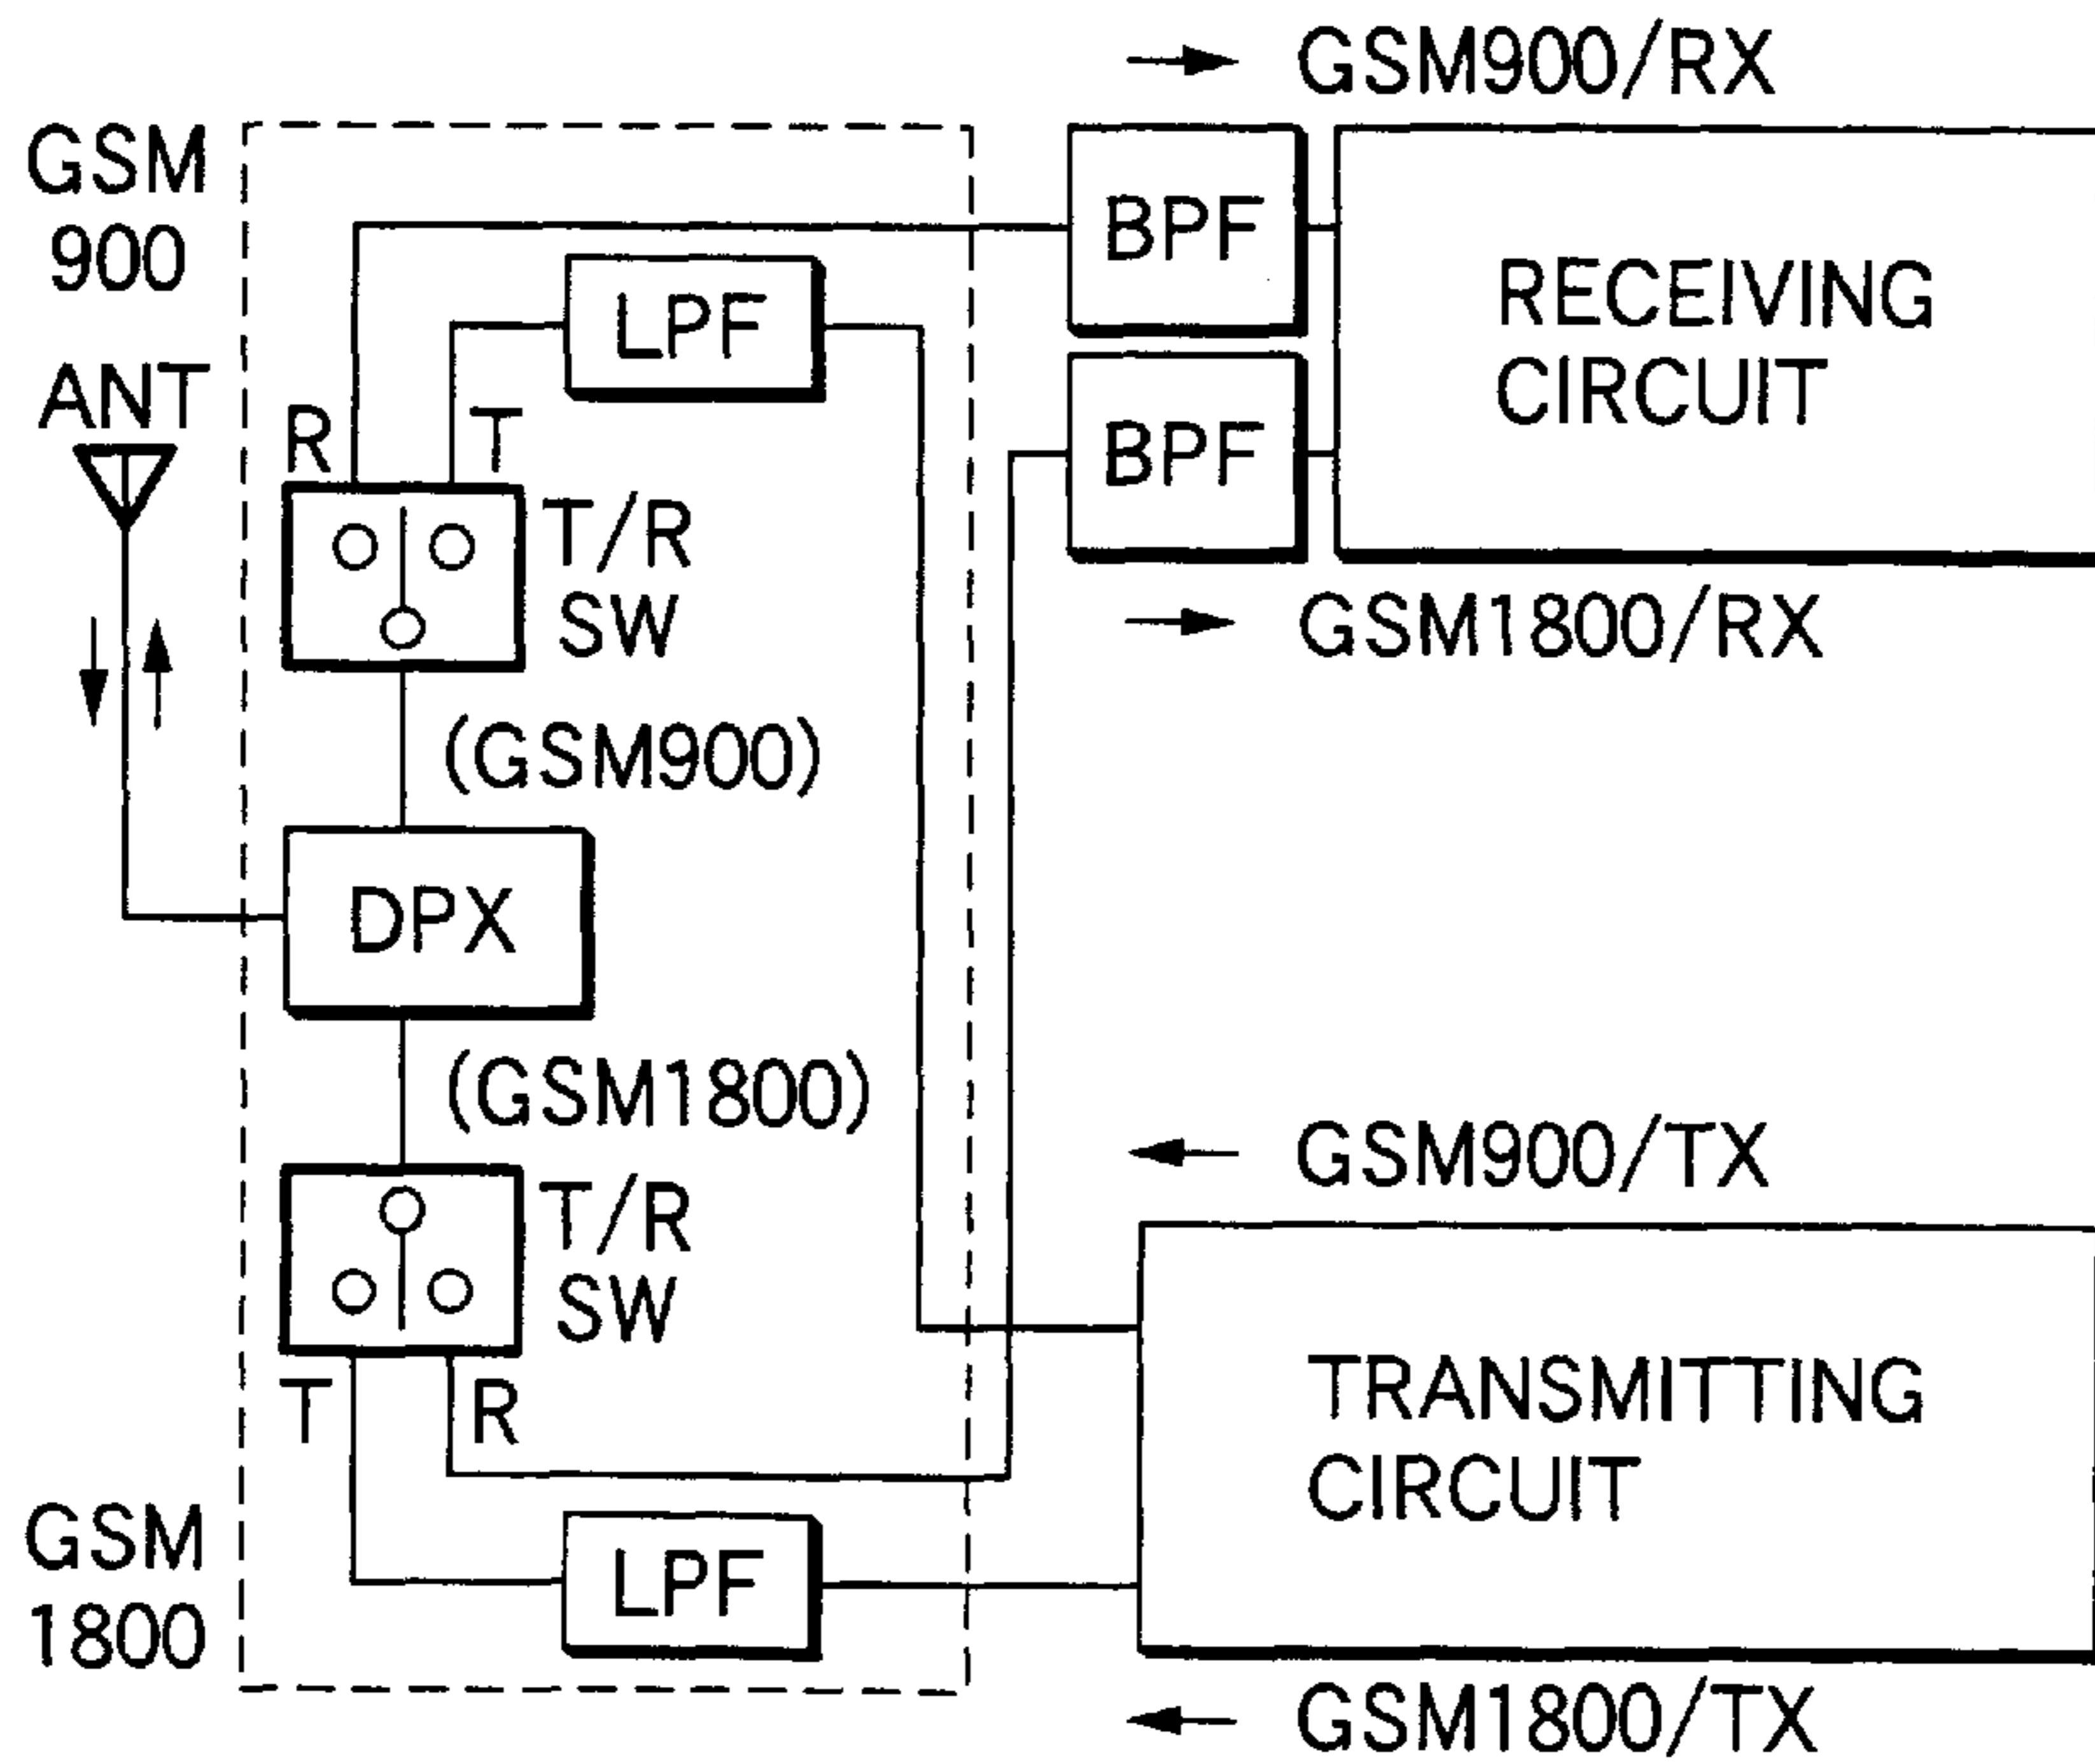 GSM900/RX
GSM
900
BPF
LPF
RECEIVING
CIRCUIT
ANT
R
T
BPF
T/R
SW
GSM1800/RX
(GSM900)
DPX
(GSM1800)
GSM900/TX
T/R
SW
TRANSMITTING
CIRCUIT
T
R
GSM
1800
LPF
GSM1800/TX